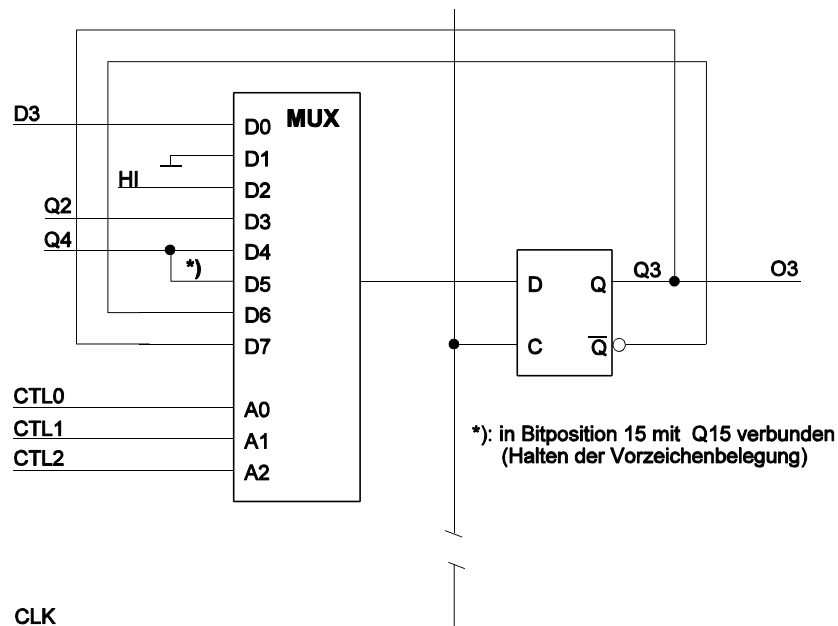 D3
MUX
D0
D1
HI
D2
Q2
D3
Q4
D4
*)
D5
D6
D7
D
Q
Q3
O3
C
Q
CTL0
A0
CTL1
A1
CTL2
A2
*): in Bitposition 15 mit Q15 verbunden
(Halten der Vorzeichenbelegung)
CLK